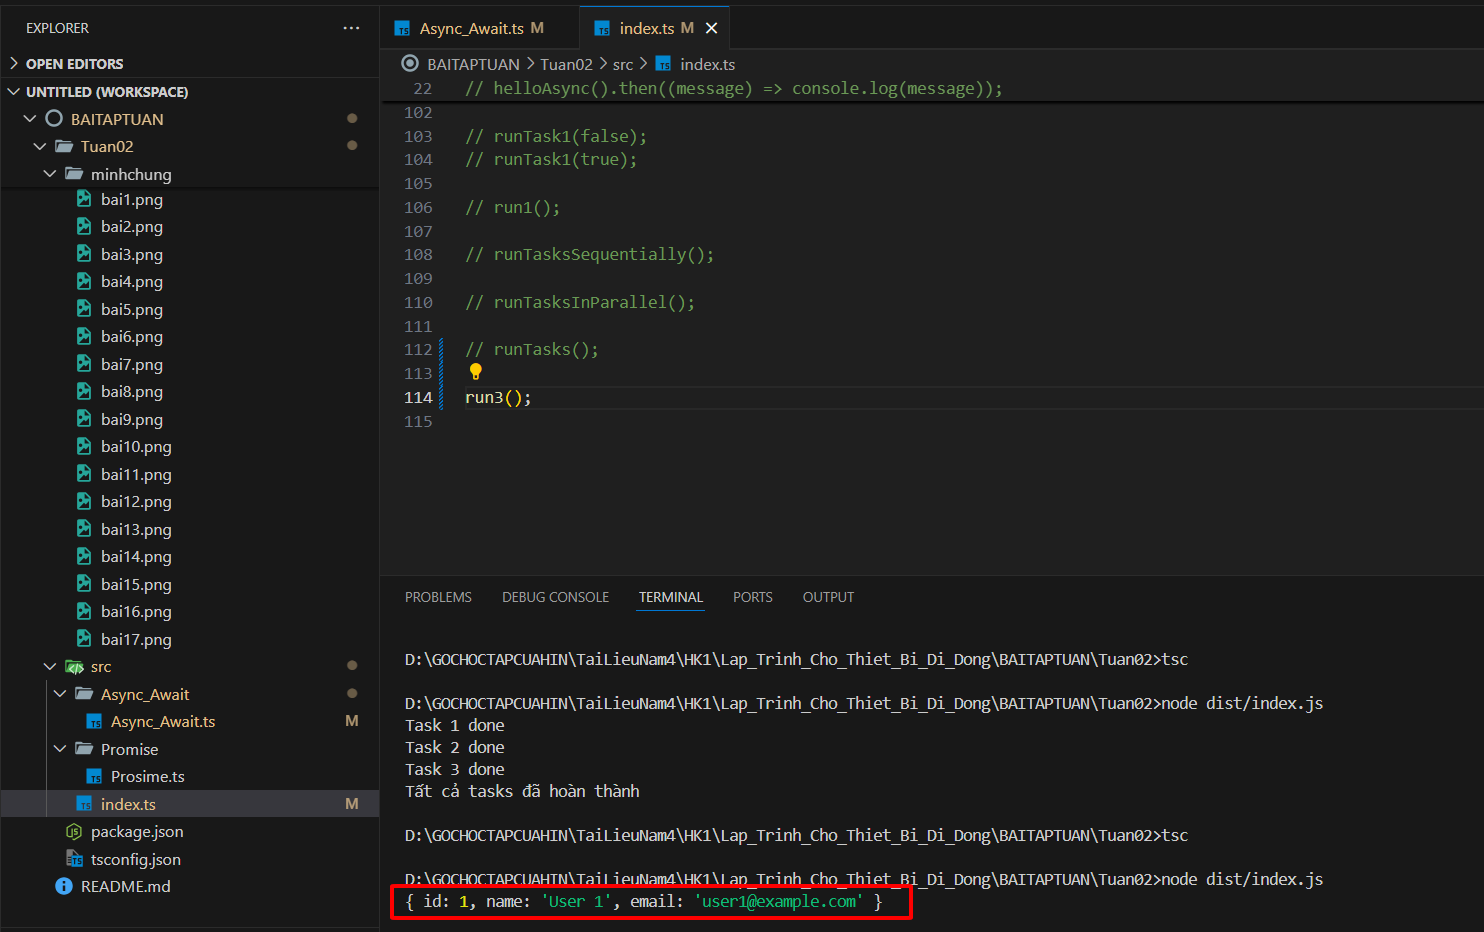 EXPLORER
OPEN EDITORS
UNTITLED (WORKSPACE)
BAITAPTUAN
Tuan02
minhchung
bai1.png
bai2.png
bai3.png
bai4.png
bai5.png
bai6.png
bai7.png
bai8.png
bai9.png
bai10.png
bai11.png
bai12.png
bai13.png
bai14.png
bai15.png
bai16.png
bai17.png
src
Async_Await
Async_Await.ts M
Promise
Prosime.ts
index.ts M
package.json
tsconfig.json
README.md
Async_Await.ts M
index.ts M
BAITAPTUAN > Tuan02 > src > index.ts
22 // helloAsync().then((message) => console.log(message));
102
103 // runTask1(false);
104 // runTask1(true);
105
106 // run1();
107
108 // runTasksSequentially();
109
110 // runTasksInParallel();
111
112 // runTasks();
113
114 run3();
115
PROBLEMS DEBUG CONSOLE TERMINAL PORTS OUTPUT
D:\GOCHOCTAPCUAHIN\TaiLieuNam4\HK1\Lap_Trinh_Cho_Thiet_Bi_Di_Dong\BAITAPTUAN\Tuan02>tsc
D:\GOCHOCTAPCUAHIN\TaiLieuNam4\HK1\Lap_Trinh_Cho_Thiet_Bi_Di_Dong\BAITAPTUAN\Tuan02>node dist/index.js
Task 1 done
Task 2 done
Task 3 done
Tất cả tasks đã hoàn thành
D:\GOCHOCTAPCUAHIN\TaiLieuNam4\HK1\Lap_Trinh_Cho_Thiet_Bi_Di_Dong\BAITAPTUAN\Tuan02>tsc
D:\GOCHOCTAPCUAHIN\TaiLieuNam4\HK1\Lap_Trinh_Cho_Thiet_Bi_Di_Dong\BAITAPTUAN\Tuan02>node dist/index.js
{ id: 1, name: 'User 1', email: 'user1@example.com' }